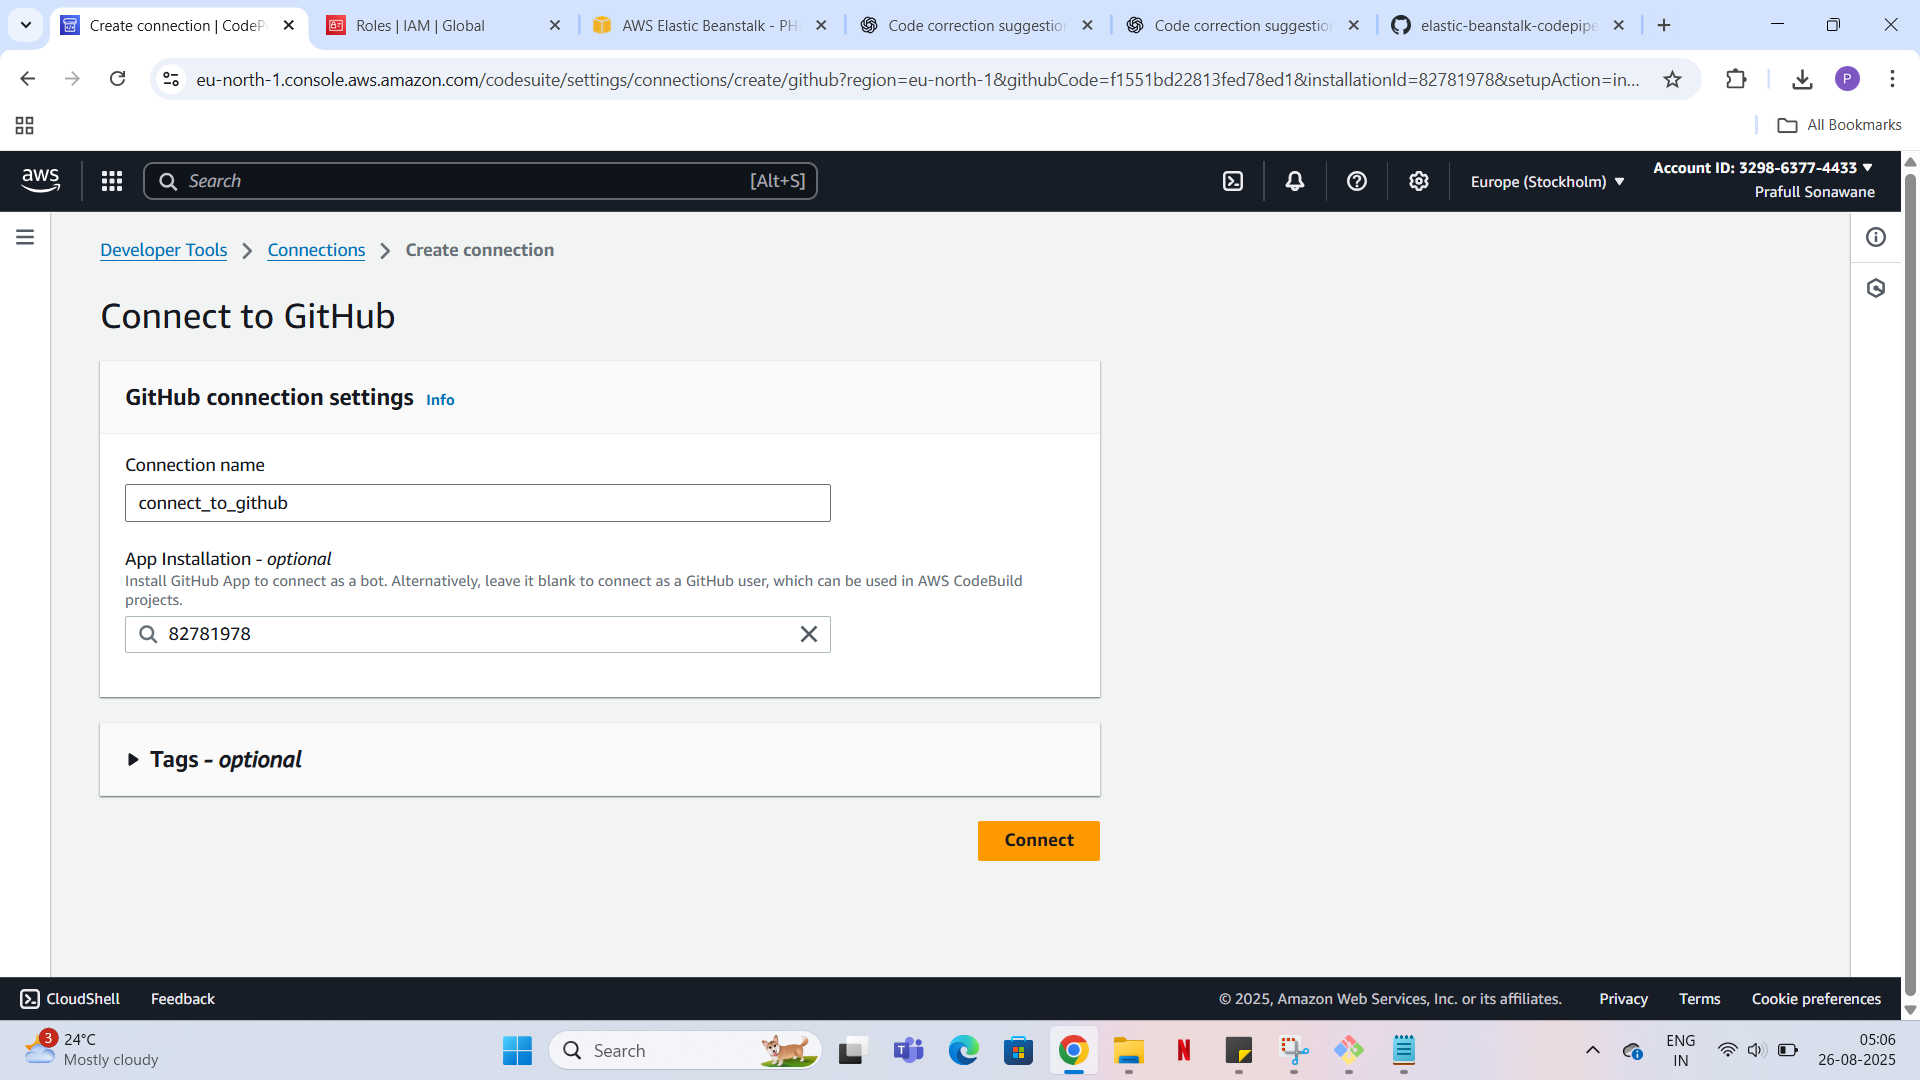 Create connection | CodeP
Roles | IAM | Global
AWS Elastic Beanstalk - PH
Code correction suggestion
Code correction suggestion
elastic-beanstalk-codepipe
eu-north-1.console.aws.amazon.com/codesuite/settings/connections/create/github?region=eu-north-1&githubCode=f1551bd22813fed78ed1&installationId=82781978&setupAction=in...
P
All Bookmarks
aws
Search
[Alt+S]
Europe (Stockholm)
Account ID: 3298-6377-4433
Prafull Sonawane
Developer Tools
Connections
Create connection
Connect to GitHub
GitHub connection settings Info
Connection name
connect_to_github
App Installation - optional
Install GitHub App to connect as a bot. Alternatively, leave it blank to connect as a GitHub user, which can be used in AWS CodeBuild
projects.
82781978
Tags - optional
Connect
CloudShell
Feedback
© 2025, Amazon Web Services, Inc. or its affiliates.
Privacy
Terms
Cookie preferences
3
24°C
Mostly cloudy
Search
N
ENG
IN
05:06
26-08-2025